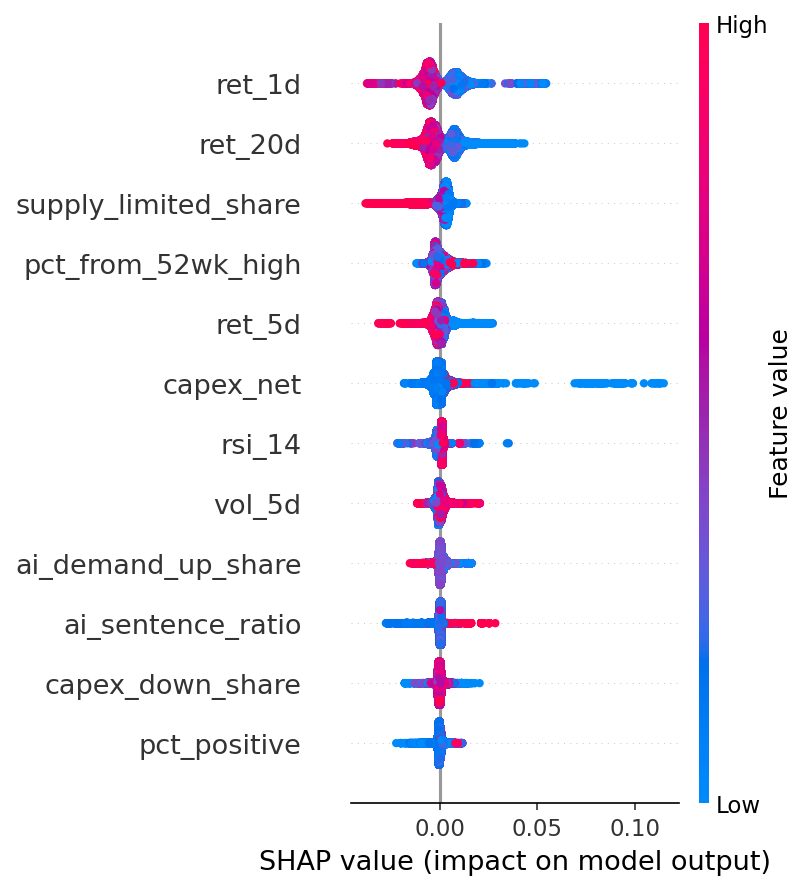 High
ret_1d
ret_20d
supply_limited_share
pct_from_52wk_high
ret_5d
capex_net
rsi_14
vol_5d
ai_demand_up_share
ai_sentence_ratio
capex_down_share
pct_positive
Feature value
Low
0.00 0.05 0.10
SHAP value (impact on model output)